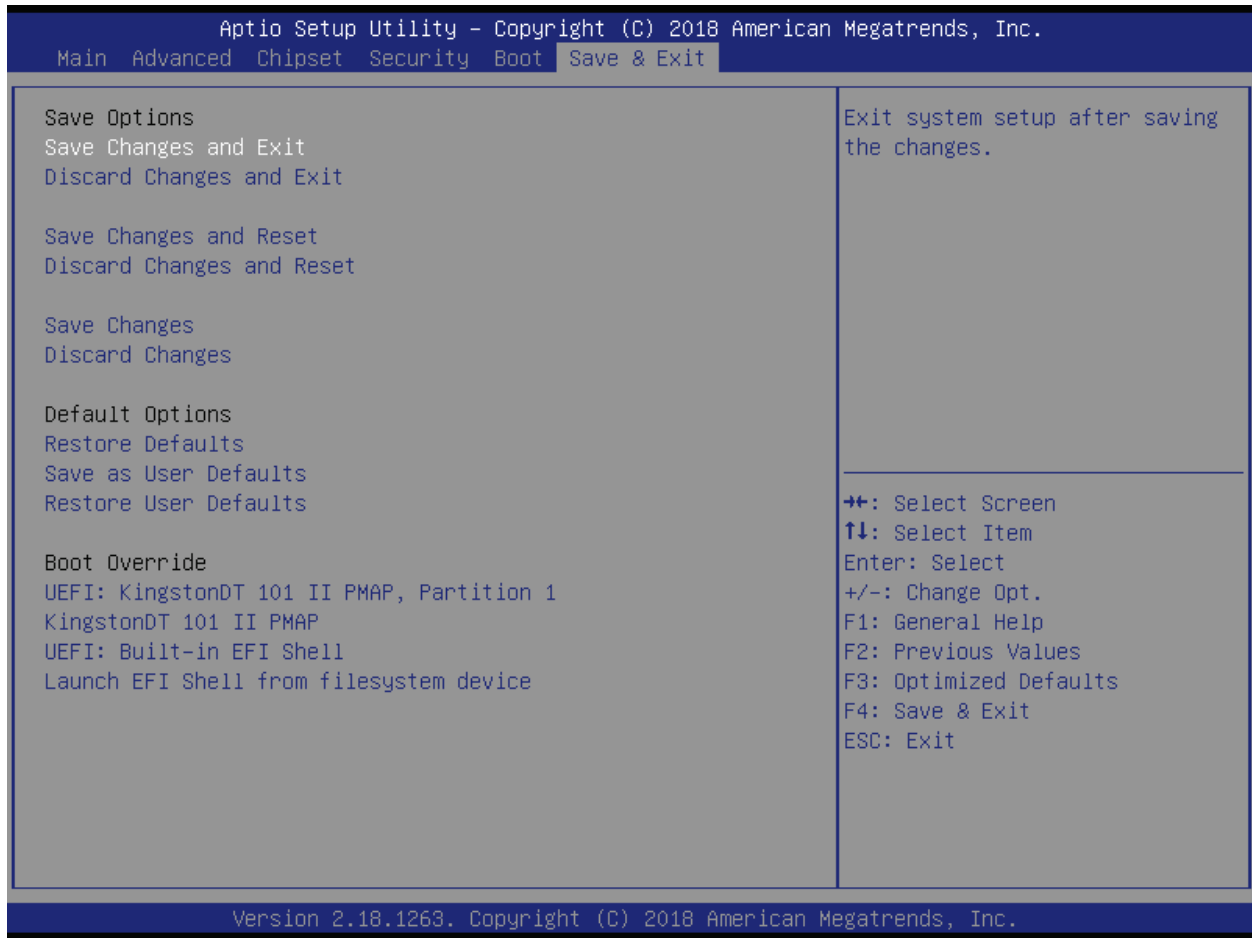 Aptio Setup Utility – Copyright (C) 2018 American Megatrends, Inc.
Main Advanced Chipset Security Boot Save & Exit
Save Options
Save Changes and Exit
Discard Changes and Exit
Save Changes and Reset
Discard Changes and Reset
Save Changes
Discard Changes
Default Options
Restore Defaults
Save as User Defaults
Restore User Defaults
Boot Override
UEFI: KingstonDT 101 II PMAP, Partition 1
KingstonDT 101 II PMAP
UEFI: Built-in EFI Shell
Launch EFI Shell from filesystem device
Exit system setup after saving
the changes.
→←: Select Screen
↑↓: Select Item
Enter: Select
+/-: Change Opt.
F1: General Help
F2: Previous Values
F3: Optimized Defaults
F4: Save & Exit
ESC: Exit
Version 2.18.1263. Copyright (C) 2018 American Megatrends, Inc.